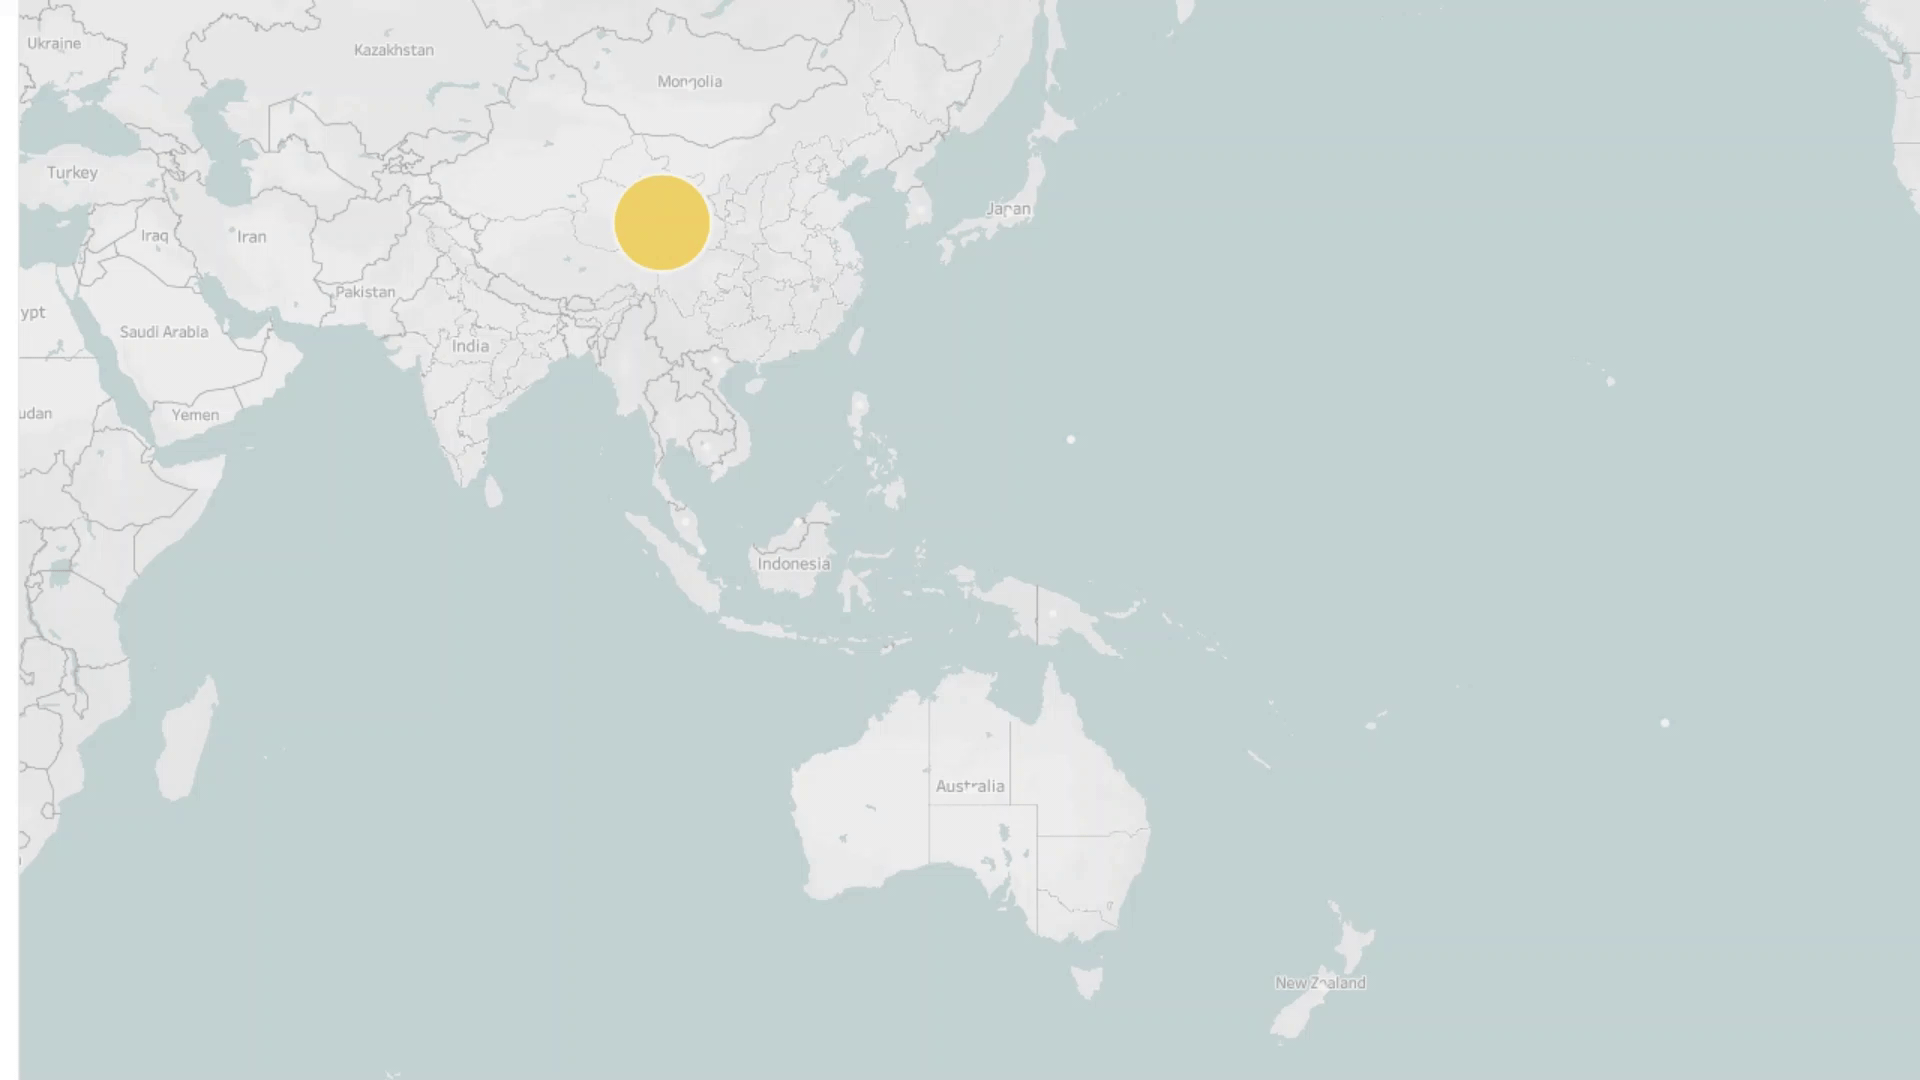 Ukraine
Kazakhstan
Mongolia
Turkey
Japan
Iraq
Iran
Pakistan
ypt
Saudi Arabia
India
udan
Yemen
Indonesia
Australia
New Zealand